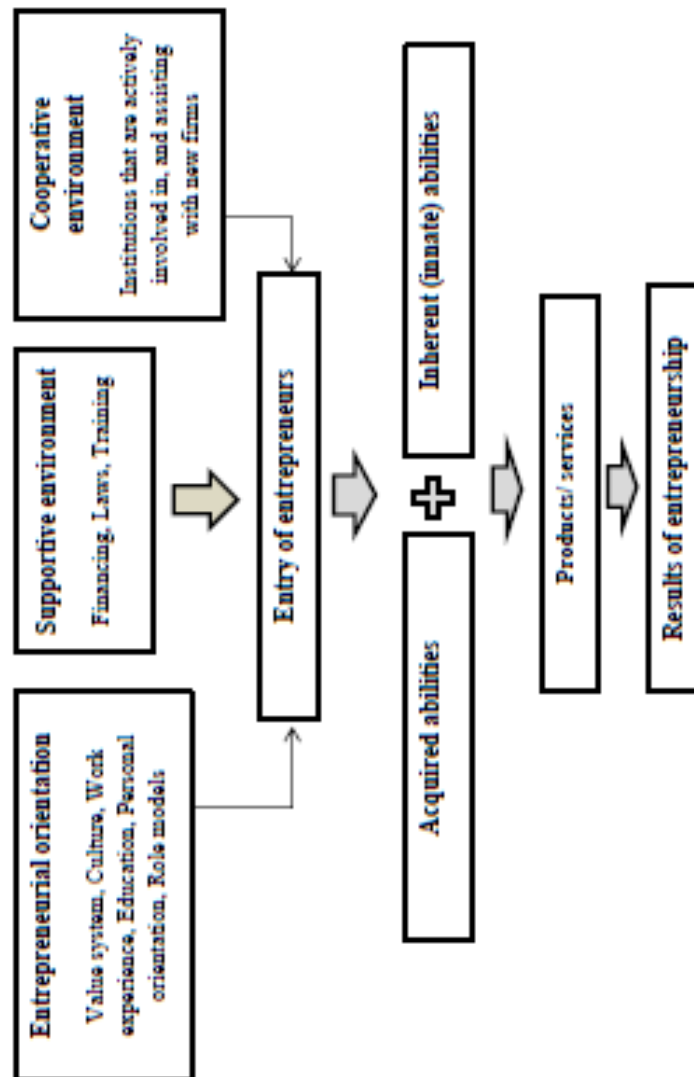 Entrepreneurial orientation
Value system, Culture, Work
experience, Education, Personal
orientation, Role models
Supportive environment
Financing, Laws, Training
Cooperative
environment
Institutions that are actively
involved in, and assisting
with new firms
Entry of entrepreneurs
Acquired abilities
Inherent (innate) abilities
Products/ services
Results of entrepreneurship